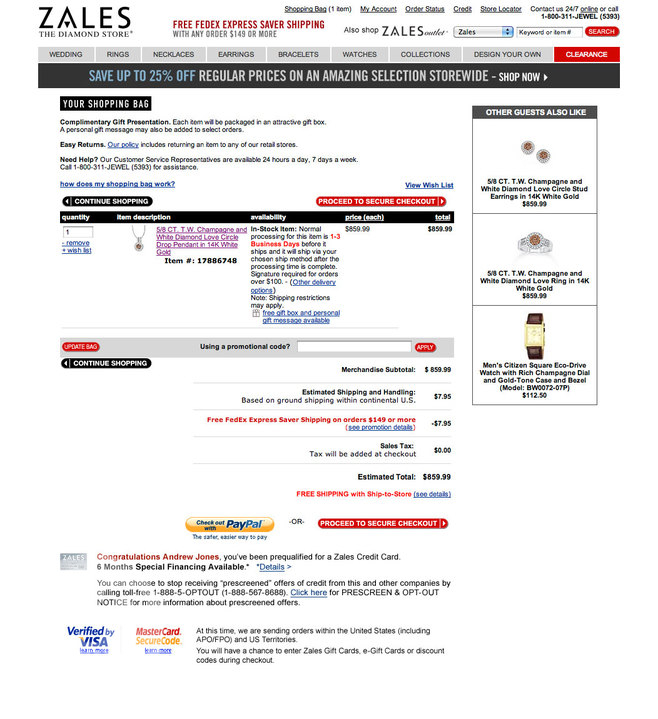 ZALES
THE DIAMOND STORE®
FREE FEDEX EXPRESS SAVER SHIPPING
WITH ANY ORDER $149 OR MORE
Shopping Bag (1 item) My Account Order Status Credit Store Locator Contact us 24/7 online or call
1-800-311-JEWEL (5393)
Also shop ZALES outlet Zales Keyword or item # SEARCH
WEDDING RINGS NECKLACES EARRINGS BRACELETS WATCHES COLLECTIONS DESIGN YOUR OWN CLEARANCE
SAVE UP TO 25% OFF REGULAR PRICES ON AN AMAZING SELECTION STOREWIDE - SHOP NOW
YOUR SHOPPING BAG
Complimentary Gift Presentation. Each item will be packaged in an attractive gift box.
A personal gift message may also be added to select orders.
Easy Returns. Our policy includes returning an item to any of our retail stores.
Need Help? Our Customer Service Representatives are available 24 hours a day, 7 days a week.
Call 1-800-311-JEWEL (5393) for assistance.
how does my shopping bag work?
View Wish List
CONTINUE SHOPPING
PROCEED TO SECURE CHECKOUT
quantity item description availability price (each) total
1
- remove
+ wish list
5/8 CT. T.W. Champagne and
White Diamond Love Circle
Drop Pendant in 14K White
Gold
Item #: 17886748
In-Stock Item: Normal
processing for this item is 1-3
Business Days before it
ships and it will ship via your
chosen ship method after the
processing time is complete.
Signature required for orders
over $100. - (Other delivery
options)
Note: Shipping restrictions
may apply.
free gift box and personal
gift message available
$859.99
$859.99
UPDATE BAG
Using a promotional code?
APPLY
CONTINUE SHOPPING
Merchandise Subtotal: $ 859.99
Estimated Shipping and Handling:
Based on ground shipping within continental U.S.
$7.95
Free FedEx Express Saver Shipping on orders $149 or more
(see promotion details)
-$7.95
Sales Tax:
Tax will be added at checkout
$0.00
Estimated Total: $859.99
FREE SHIPPING with Ship-to-Store (see details)
Check out with PayPal
The safer, easier way to pay
-OR-
PROCEED TO SECURE CHECKOUT
ZALES
Congratulations Andrew Jones, you've been prequalified for a Zales Credit Card.
6 Months Special Financing Available.* *Details >
You can choose to stop receiving "prescreened" offers of credit from this and other companies by
calling toll-free 1-888-5-OPTOUT (1-888-567-8688). Click here for PRESCREEN & OPT-OUT
NOTICE for more information about prescreened offers.
Verified by
VISA
learn more
MasterCard.
SecureCode.
learn more
At this time, we are sending orders within the United States (including
APO/FPO) and US Territories.
You will have a chance to enter Zales Gift Cards, e-Gift Cards or discount
codes during checkout.
OTHER GUESTS ALSO LIKE
5/8 CT. T.W. Champagne and
White Diamond Love Circle Stud
Earrings in 14K White Gold
$859.99
5/8 CT. T.W. Champagne and
White Diamond Love Ring in 14K
White Gold
$859.99
Men's Citizen Square Eco-Drive
Watch with Rich Champagne Dial
and Gold-Tone Case and Bezel
(Model: BW0072-07P)
$112.50